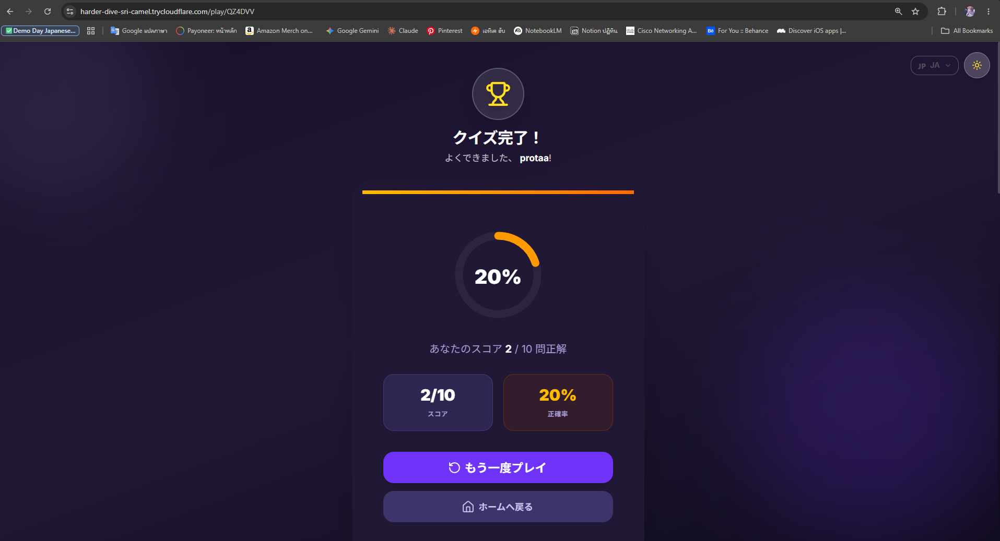 harder-dive-sri-camel.trycloudflare.com/play/QZ4DVV
✅Demo Day Japanese... Google แปลภาษา Payoneer: หน้าหลัก Amazon Merch on... Google Gemini Claude Pinterest เอทีเค ฮับ NotebookLM Notion ปฏิทิน Cisco Networking A... For You :: Behance Discover iOS apps |... All Bookmarks
JP JA
クイズ完了！
よくできました、 protaa!
20%
あなたのスコア 2 / 10 問正解
2/10 20%
スコア 正確率
もう一度プレイ
ホームへ戻る